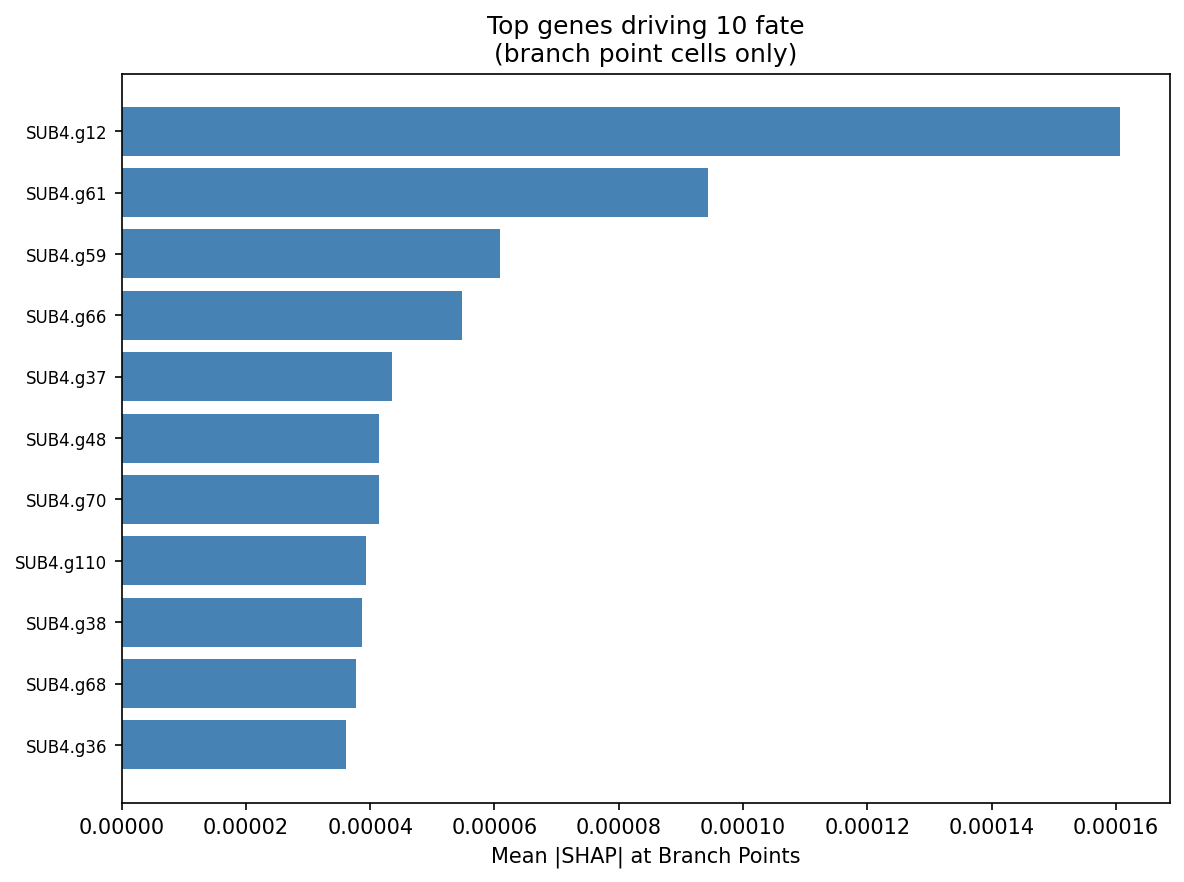 Top genes driving 10 fate
(branch point cells only)
SUB4.g12
SUB4.g61
SUB4.g59
SUB4.g66
SUB4.g37
SUB4.g48
SUB4.g70
SUB4.g110
SUB4.g38
SUB4.g68
SUB4.g36
0.00000 0.00002 0.00004 0.00006 0.00008 0.00010 0.00012 0.00014 0.00016
Mean |SHAP| at Branch Points